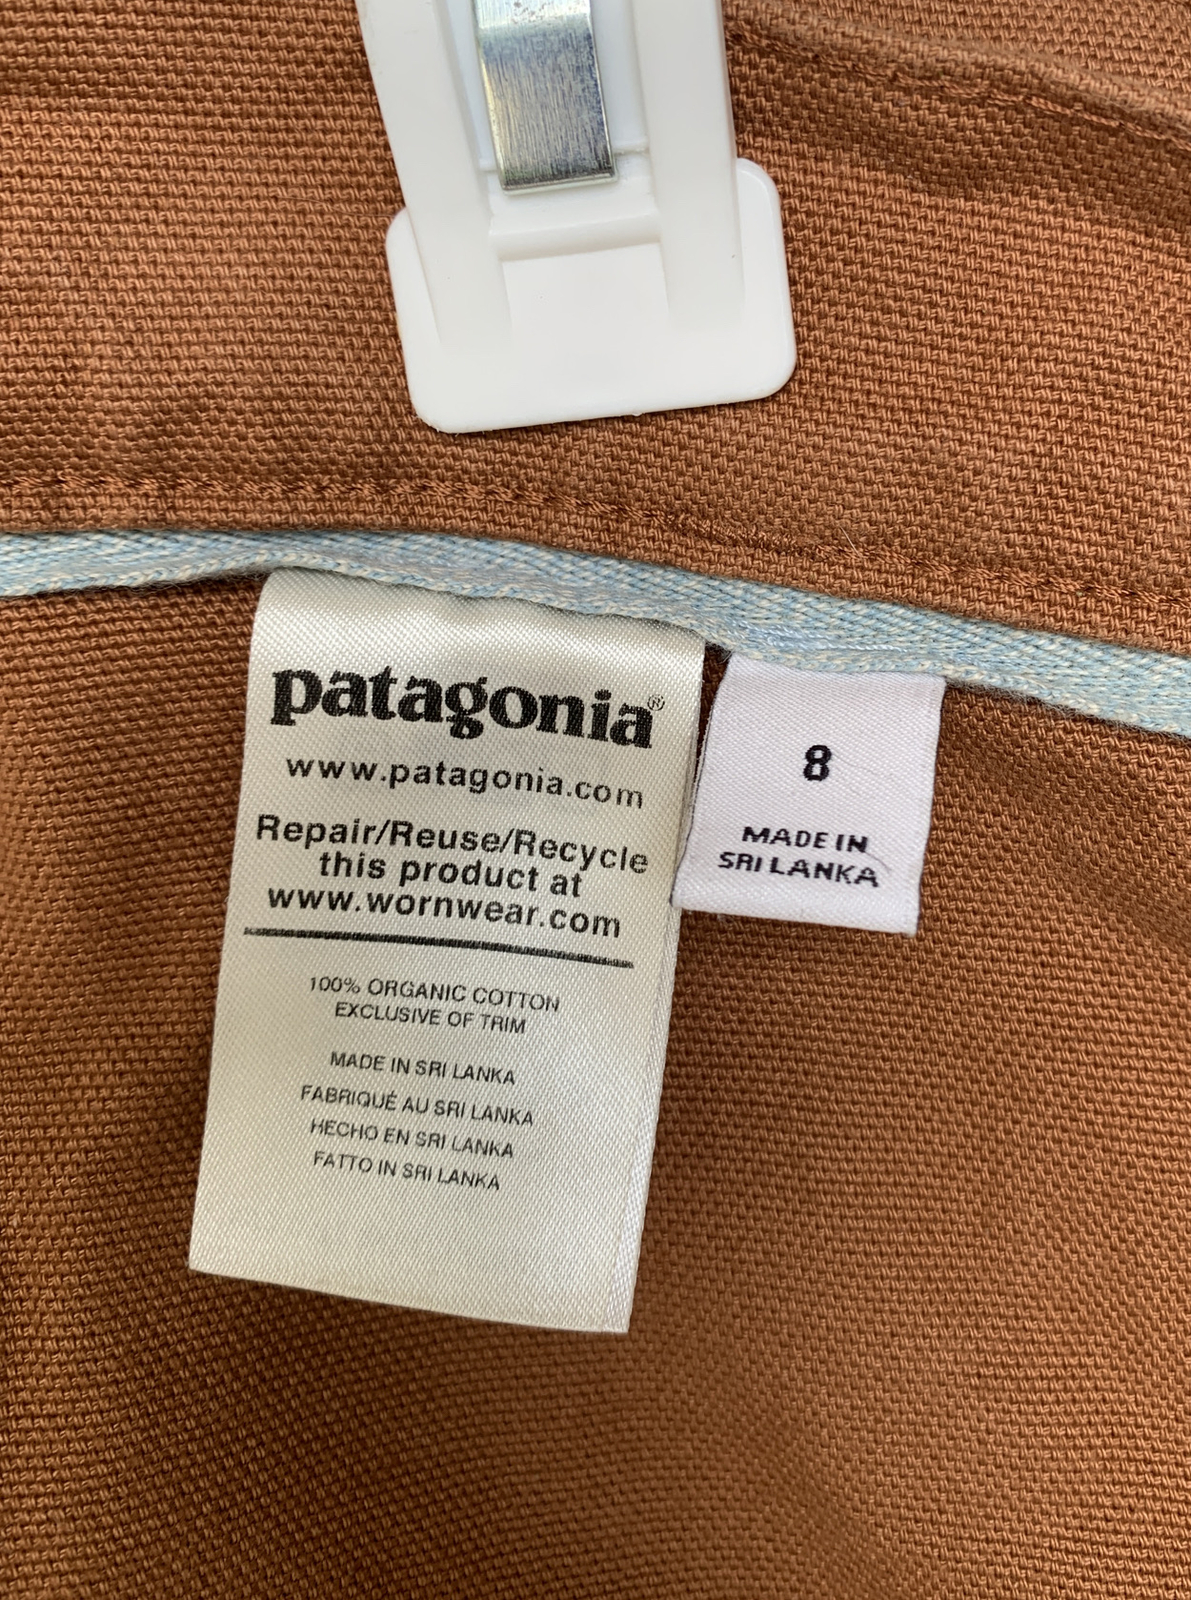 patagonia®
www.patagonia.com
Repair/Reuse/Recycle
this product at
www.wornwear.com
100% ORGANIC COTTON
EXCLUSIVE OF TRIM
MADE IN SRI LANKA
FABRIQUÉ AU SRI LANKA
HECHO EN SRI LANKA
FATTO IN SRI LANKA
8
MADE IN
SRI LANKA